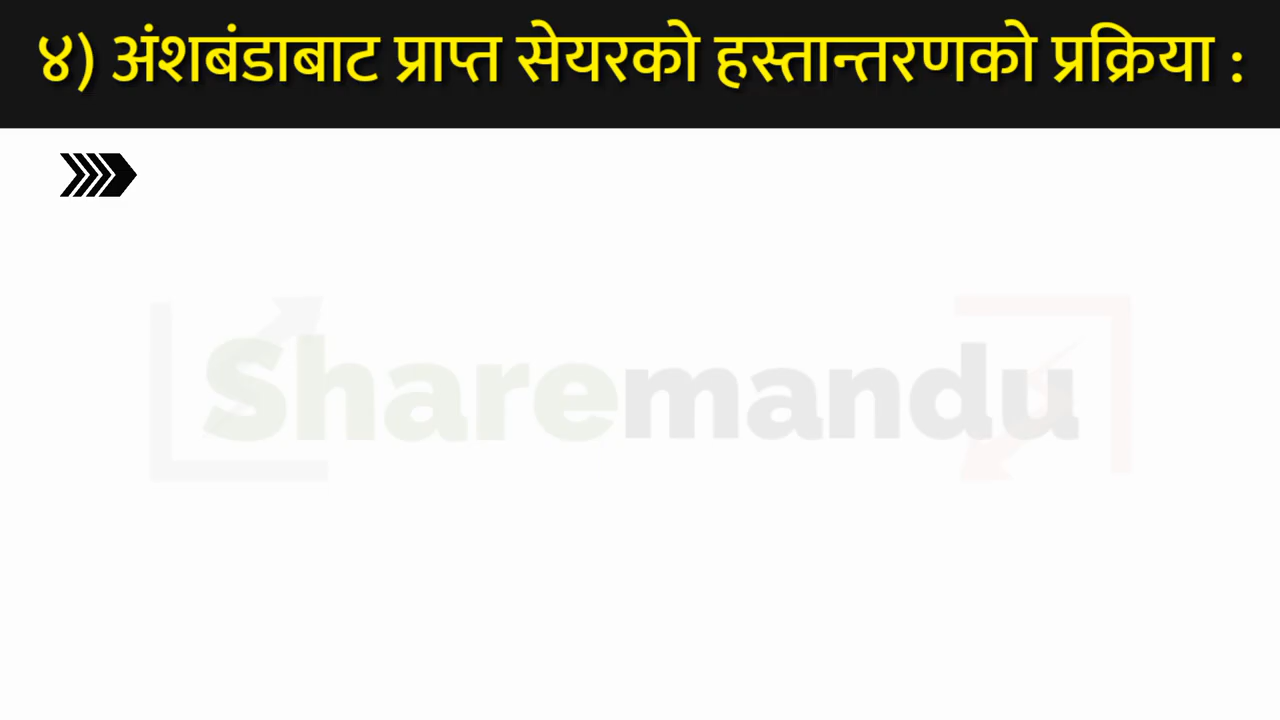 ४) अंशबंडाबाट प्राप्त सेयरको हस्तान्तरणको प्रक्रिया :
Sharemandu